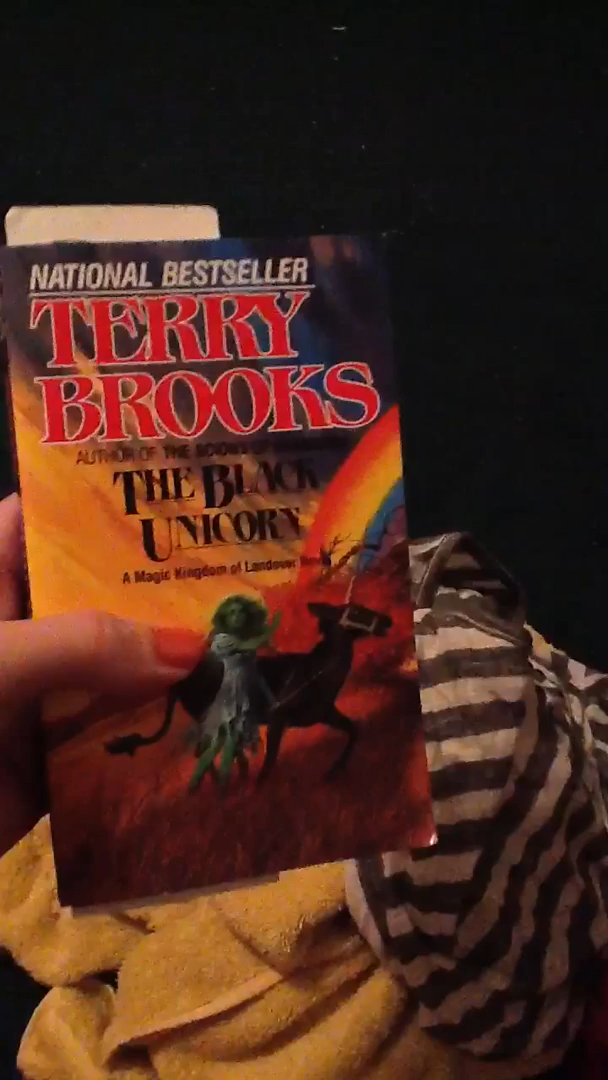 NATIONAL BESTSELLER
TERRY
BROOKS
AUTHOR OF THE
THE BLACK
UNICORN
A Magic Kingdom of Landover